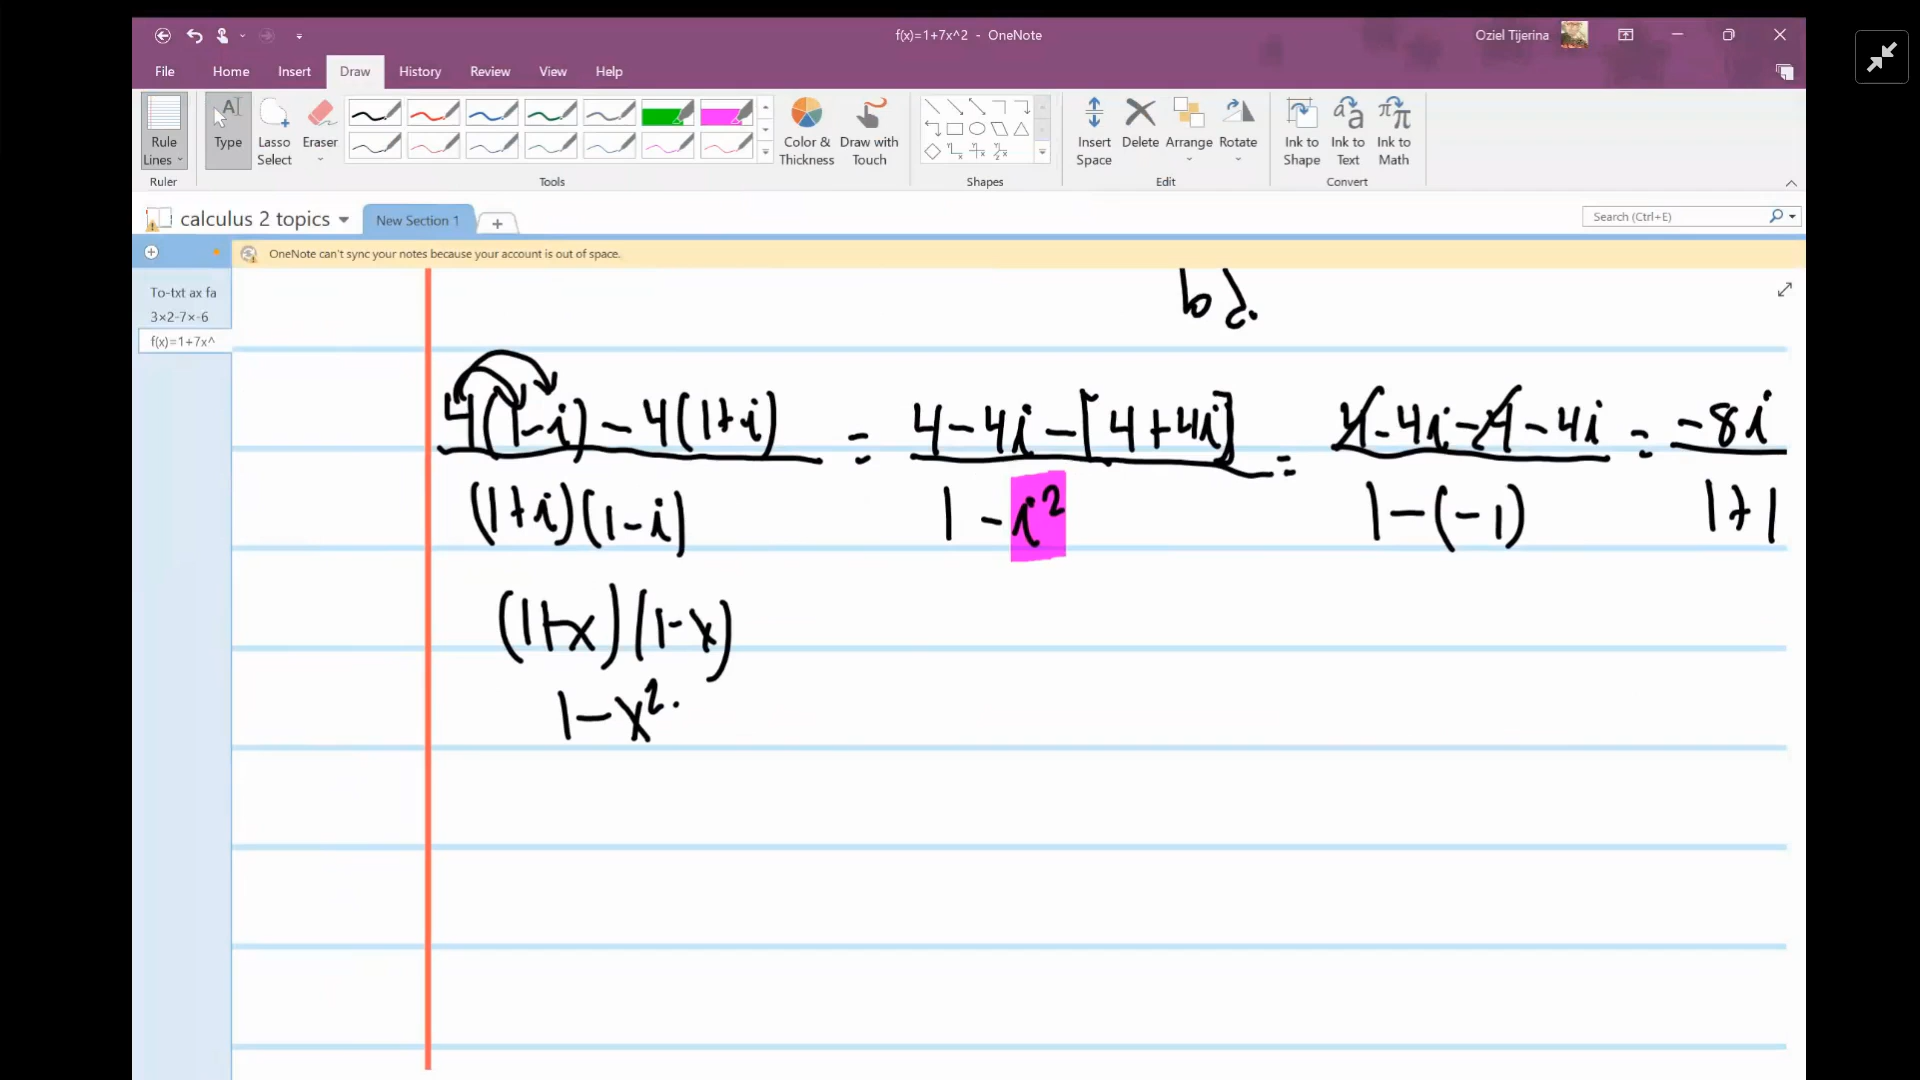 f(x)=1+7x^2 - OneNote
Oziel Tijerina
File Home Insert Draw History Review View Help
Rule Lines Type Lasso Select Eraser Color & Thickness Draw with Touch Insert Space Delete Arrange Rotate Ink to Shape Ink to Text Ink to Math
Ruler Tools Shapes Edit Convert
calculus 2 topics New Section 1 Search (Ctrl+E)
OneNote can't sync your notes because your account is out of space.
To-txt ax fa
3×2-7×-6
f(x)=1+7x^
4(1-i) - 4(1+i) = 4-4i-[4+4i] = 4-4i-4-4i = -8i
(1+i)(1-i) 1-i² 1-(-1) 1+1
(1+x)(1-x)
1-x².